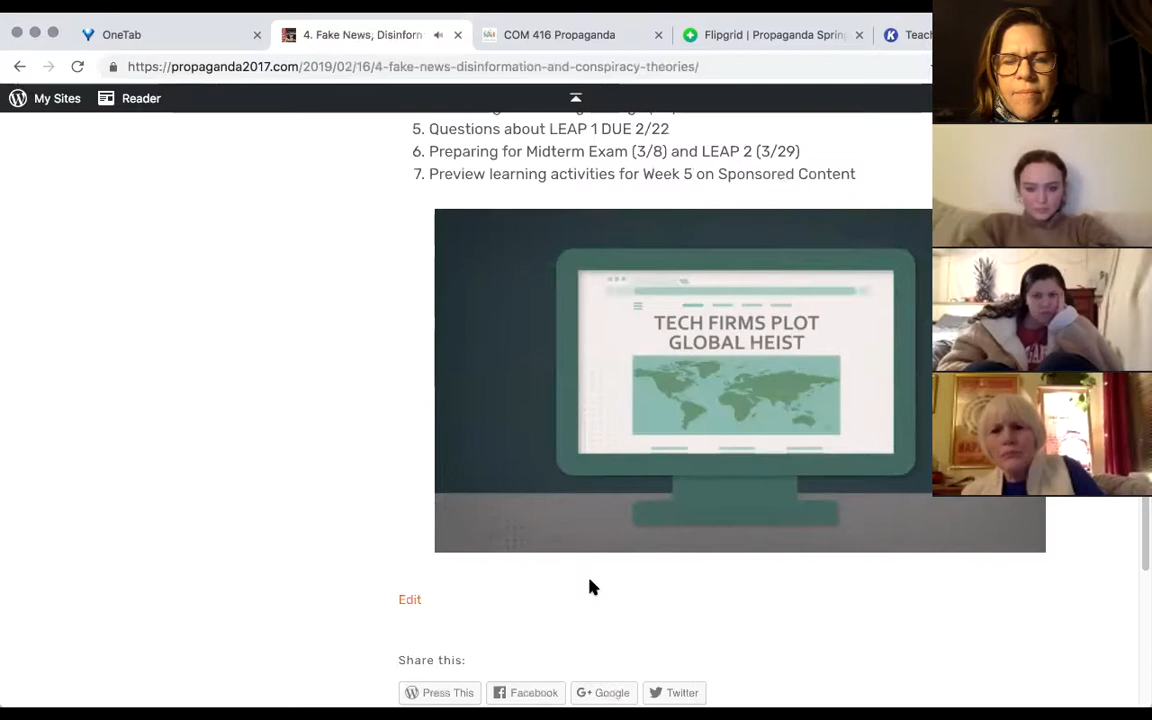 OneTab
4. Fake News, Disinforn
COM 416 Propaganda
Flipgrid | Propaganda Sprin
Teach
https://propaganda2017.com/2019/02/16/4-fake-news-disinformation-and-conspiracy-theories/
My Sites
Reader
5. Questions about LEAP 1 DUE 2/22
6. Preparing for Midterm Exam (3/8) and LEAP 2 (3/29)
7. Preview learning activities for Week 5 on Sponsored Content
TECH FIRMS PLOT
GLOBAL HEIST
Edit
Share this:
Press This
Facebook
G+ Google
Twitter